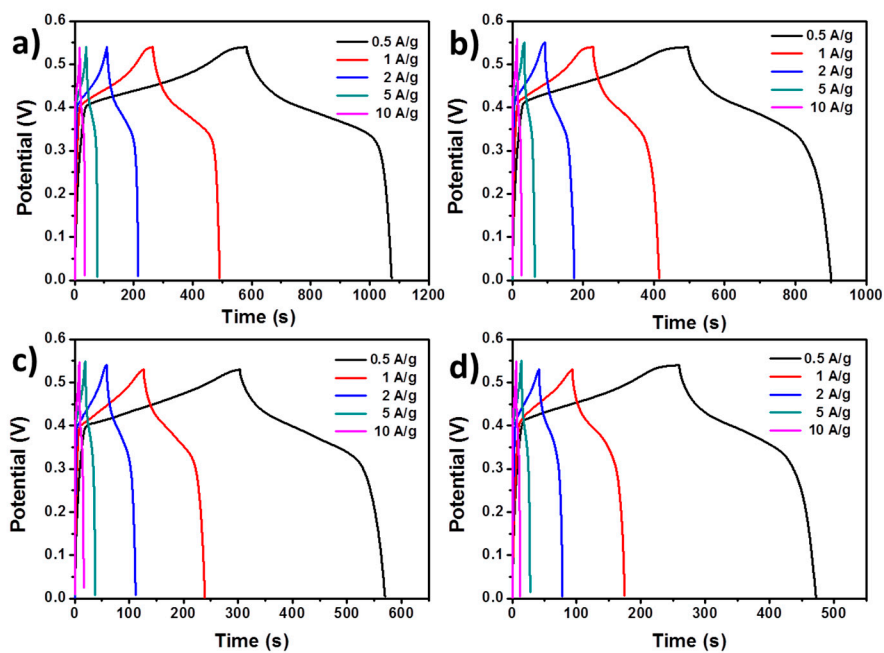 a)
0.6
0.5
0.4
0.3
0.2
0.1
0.0
Potential (V)
0 200 400 600 800 1000 1200
Time (s)
0.5 A/g
1 A/g
2 A/g
5 A/g
10 A/g
b)
0.6
0.5
0.4
0.3
0.2
0.1
0.0
Potential (V)
0 200 400 600 800 1000
Time (s)
0.5 A/g
1 A/g
2 A/g
5 A/g
10 A/g
c)
0.6
0.5
0.4
0.3
0.2
0.1
0.0
Potential (V)
0 100 200 300 400 500 600
Time (s)
0.5 A/g
1 A/g
2 A/g
5 A/g
10 A/g
d)
0.6
0.5
0.4
0.3
0.2
0.1
0.0
Potential (V)
0 100 200 300 400 500
Time (s)
0.5 A/g
1 A/g
2 A/g
5 A/g
10 A/g